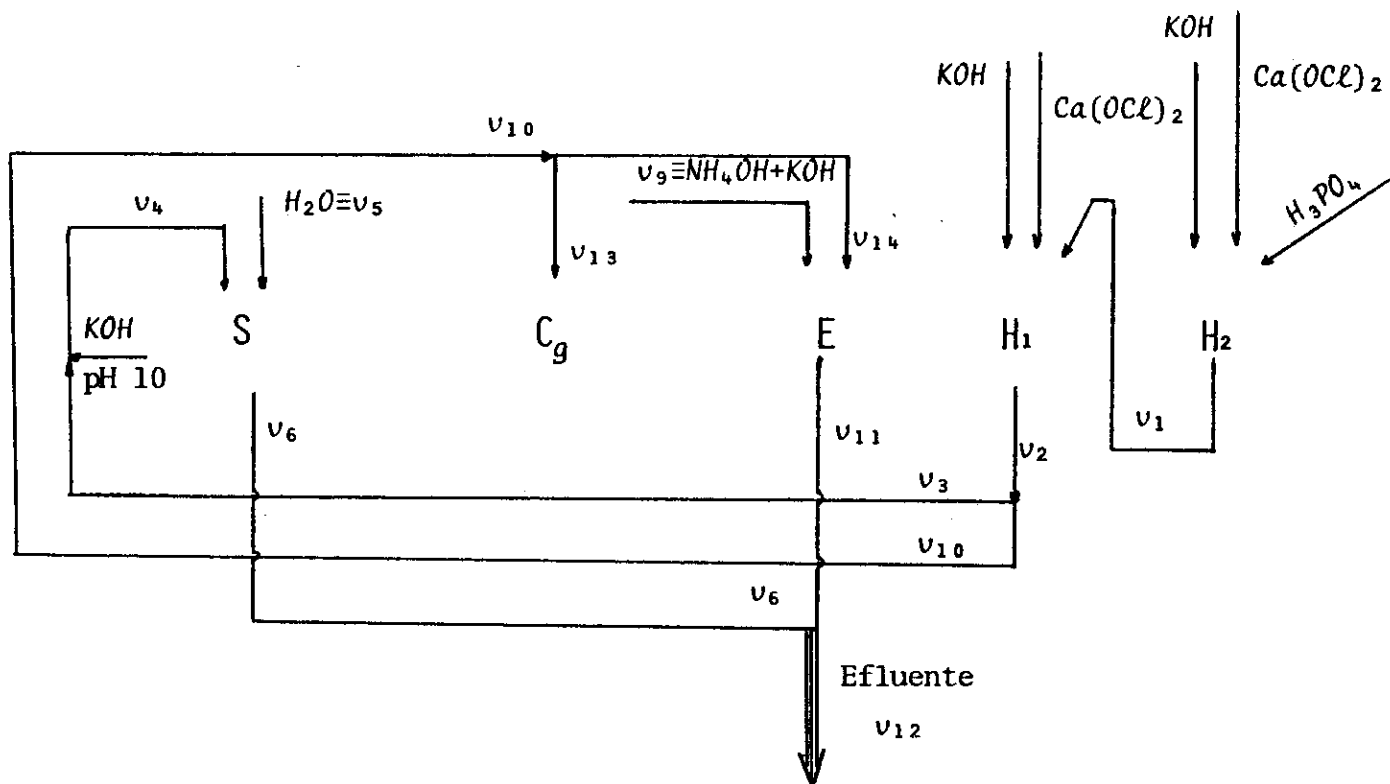 KOH
KOH
Ca(OCl)₂
Ca(OCl)₂
υ₁₀
υ₉≡NH₄OH+KOH
υ₄
H₂O≡υ₅
H₃PO₄
υ₁₃
υ₁₄
KOH
pH 10
S
Cg
E
H₁
H₂
υ₆
υ₁₁
υ₂
υ₁
υ₃
υ₁₀
υ₆
Efluente
υ₁₂